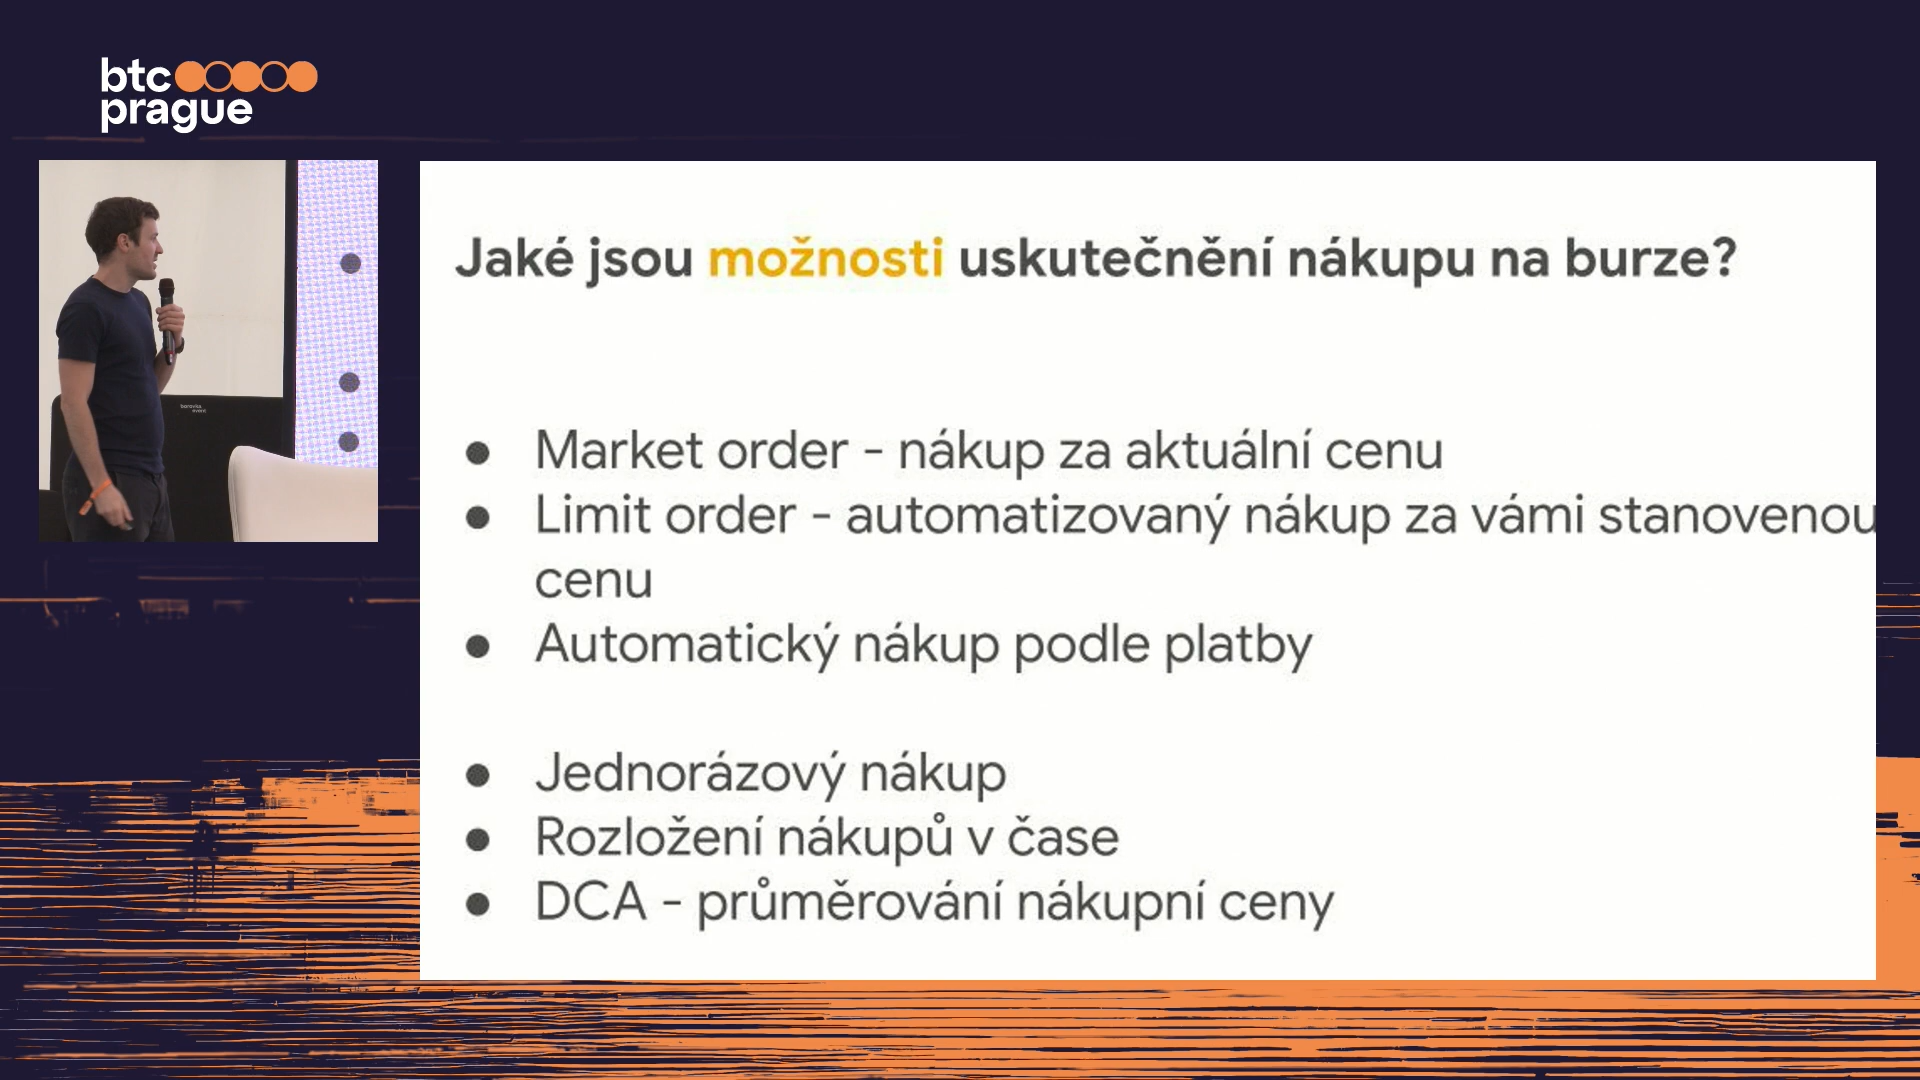 btc
prague
Jaké jsou možnosti uskutečnění nákupu na burze?
● Market order - nákup za aktuální cenu
● Limit order - automatizovaný nákup za vámi stanovenou
cenu
● Automatický nákup podle platby
● Jednorázový nákup
● Rozložení nákupů v čase
● DCA - průměrování nákupní ceny